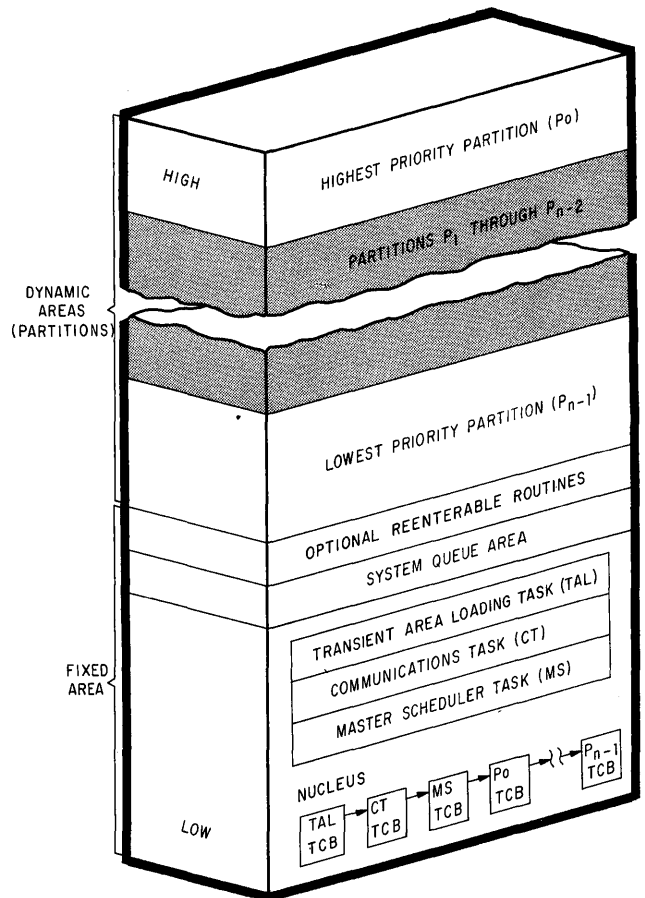 HIGH
HIGHEST PRIORITY PARTITION (P0)
PARTITIONS P1 THROUGH Pn-2
DYNAMIC
AREAS
(PARTITIONS)
LOWEST PRIORITY PARTITION (Pn-1)
OPTIONAL REENTERABLE ROUTINES
SYSTEM QUEUE AREA
TRANSIENT AREA LOADING TASK (TAL)
COMMUNICATIONS TASK (CT)
MASTER SCHEDULER TASK (MS)
FIXED
AREA
NUCLEUS
LOW
TAL
TCB
CT
TCB
MS
TCB
P0
TCB
Pn-1
TCB